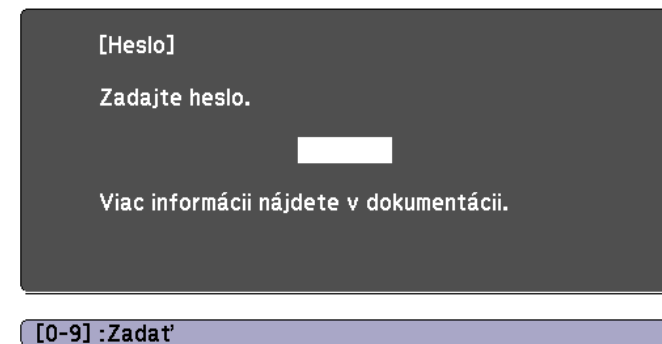 [Heslo]
Zadajte heslo.
Viac informácii nájdete v dokumentácii.
[0-9] :Zadať